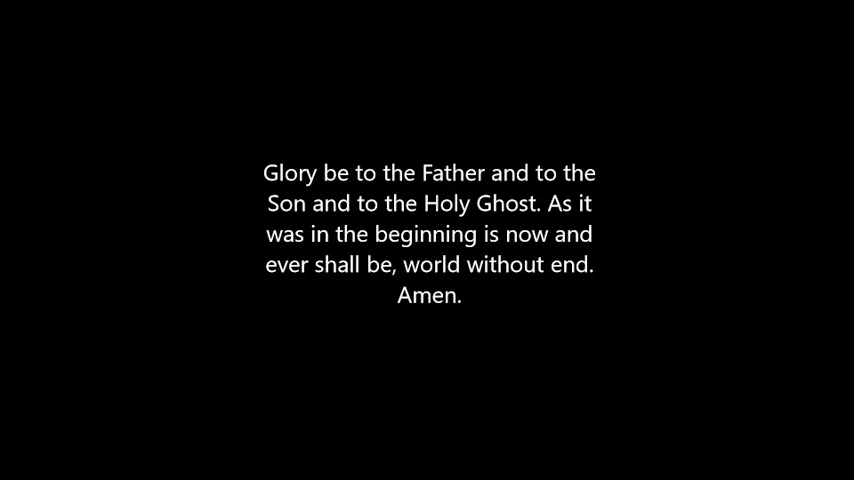 Glory be to the Father and to the
Son and to the Holy Ghost. As it
was in the beginning is now and
ever shall be, world without end.
Amen.